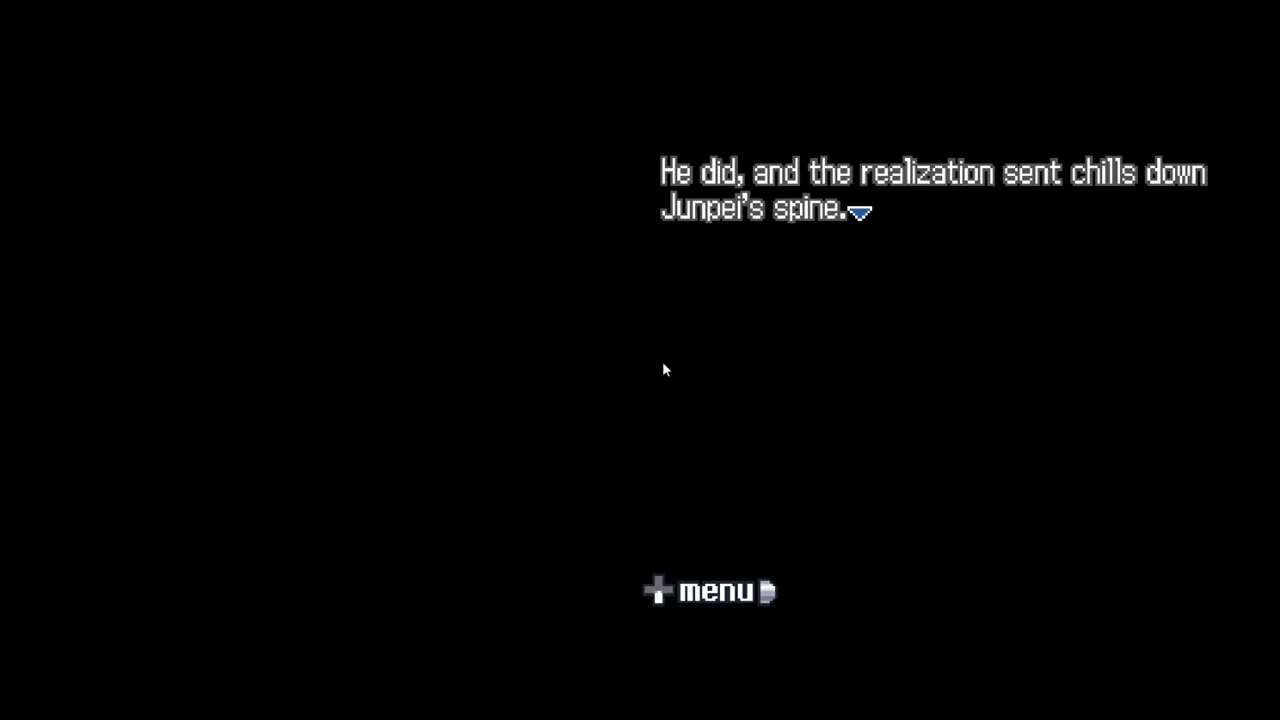 He did, and the realization sent chills down
Junpei's spine.
menu